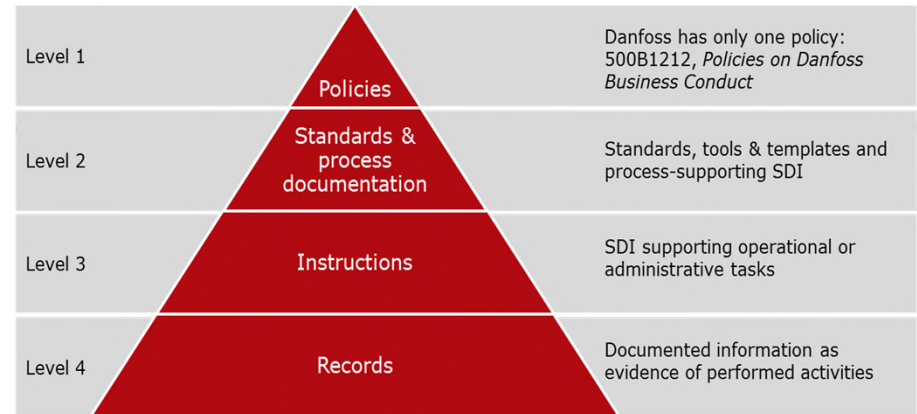 Level 1
Policies
Danfoss has only one policy:
500B1212, Policies on Danfoss
Business Conduct
Level 2
Standards &
process
documentation
Standards, tools & templates and
process-supporting SDI
Level 3
Instructions
SDI supporting operational or
administrative tasks
Level 4
Records
Documented information as
evidence of performed activities